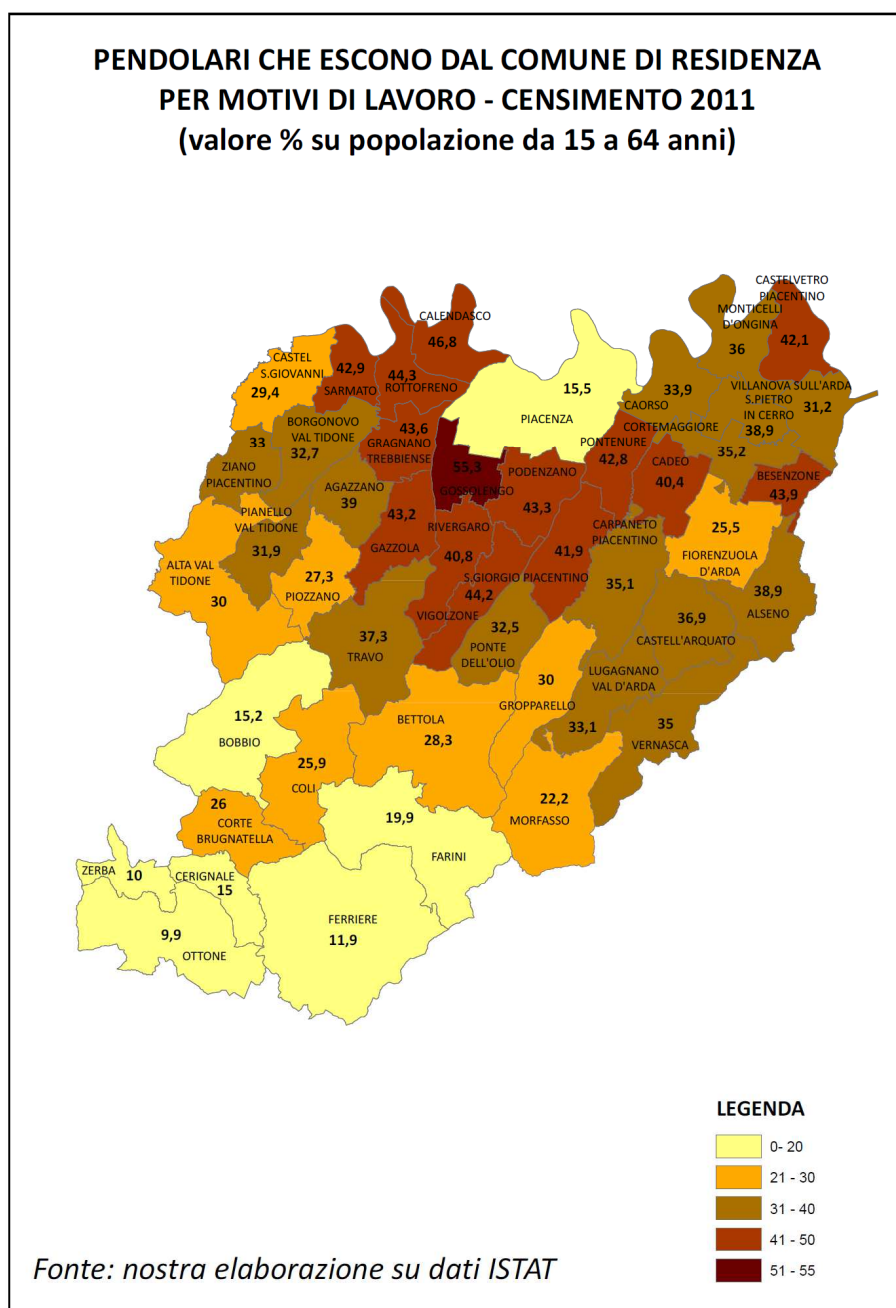 PENDOLARI CHE ESCONO DAL COMUNE DI RESIDENZA
PER MOTIVI DI LAVORO - CENSIMENTO 2011
(valore % su popolazione da 15 a 64 anni)
CASTELVETRO
PIACENTINO
42,1
MONTICELLI
D'ONGINA
36
CALENDASCO
46,8
CASTEL
S.GIOVANNI
29,4
42,9
SARMATO
44,3
ROTTOFRENO
15,5
PIACENZA
33,9
CAORSO
VILLANOVA SULL'ARDA
31,2
S.PIETRO
IN CERRO
38,9
CORTEMAGGIORE
35,2
BORGONOVO
VAL TIDONE
32,7
33
ZIANO
PIACENTINO
43,6
GRAGNANO
TREBBIENSE
55,3
GOSSOLENGO
PODENZANO
43,3
PONTENURE
42,8
CADEO
40,4
BESENZONE
43,9
AGAZZANO
39
PIANELLO
VAL TIDONE
31,9
43,2
GAZZOLA
RIVERGARO
40,8
41,9
S.GIORGIO PIACENTINO
CARPANETO
PIACENTINO
35,1
25,5
FIORENZUOLA
D'ARDA
ALTA VAL
TIDONE
30
27,3
PIOZZANO
44,2
VIGOLZONE
38,9
ALSENO
37,3
TRAVO
32,5
PONTE
DELL'OLIO
36,9
CASTELL'ARQUATO
30
GROPPARELLO
LUGAGNANO
VAL D'ARDA
33,1
35
VERNASCA
15,2
BOBBIO
BETTOLA
28,3
25,9
COLI
22,2
MORFASSO
26
CORTE
BRUGNATELLA
19,9
FARINI
ZERBA
10
CERIGNALE
15
9,9
OTTONE
FERRIERE
11,9
LEGENDA
0- 20
21 - 30
31 - 40
41 - 50
51 - 55
Fonte: nostra elaborazione su dati ISTAT